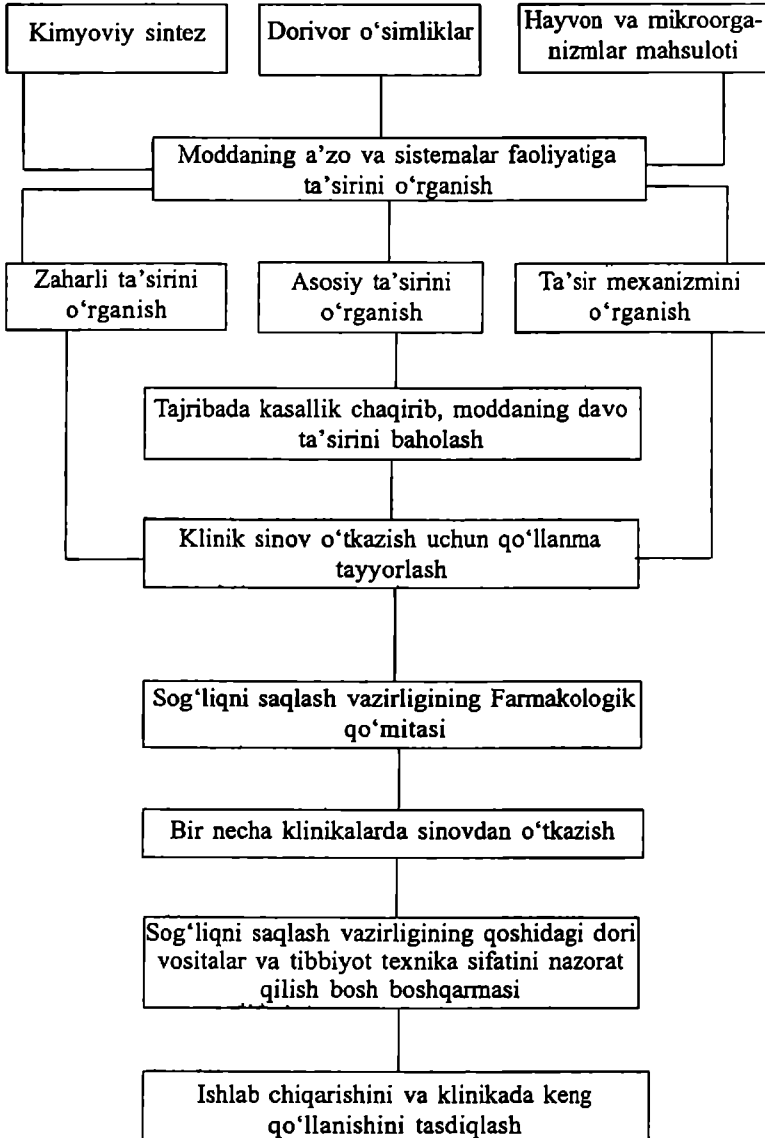 Kimyoviy sintez
Dorivor o‘simliklar
Hayvon va mikroorga-
nizmlar mahsuloti
Moddaning a’zo va sistemalar faoliyatiga
ta’sirini o‘rganish
Zaharli ta’sirini
o‘rganish
Asosiy ta’sirini
o‘rganish
Ta’sir mexanizmini
o‘rganish
Tajribada kasallik chaqirib, moddaning davo
ta’sirini baholash
Klinik sinov o‘tkazish uchun qo‘llanma
tayyorlash
Sog‘liqni saqlash vazirligining Farmakologik
qo‘mitasi
Bir necha klinikalarda sinovdan o‘tkazish
Sog‘liqni saqlash vazirligining qoshidagi dori
vositalar va tibbiyot texnika sifatini nazorat
qilish bosh boshqarmasi
Ishlab chiqarishini va klinikada keng
qo‘llanishini tasdiqlash